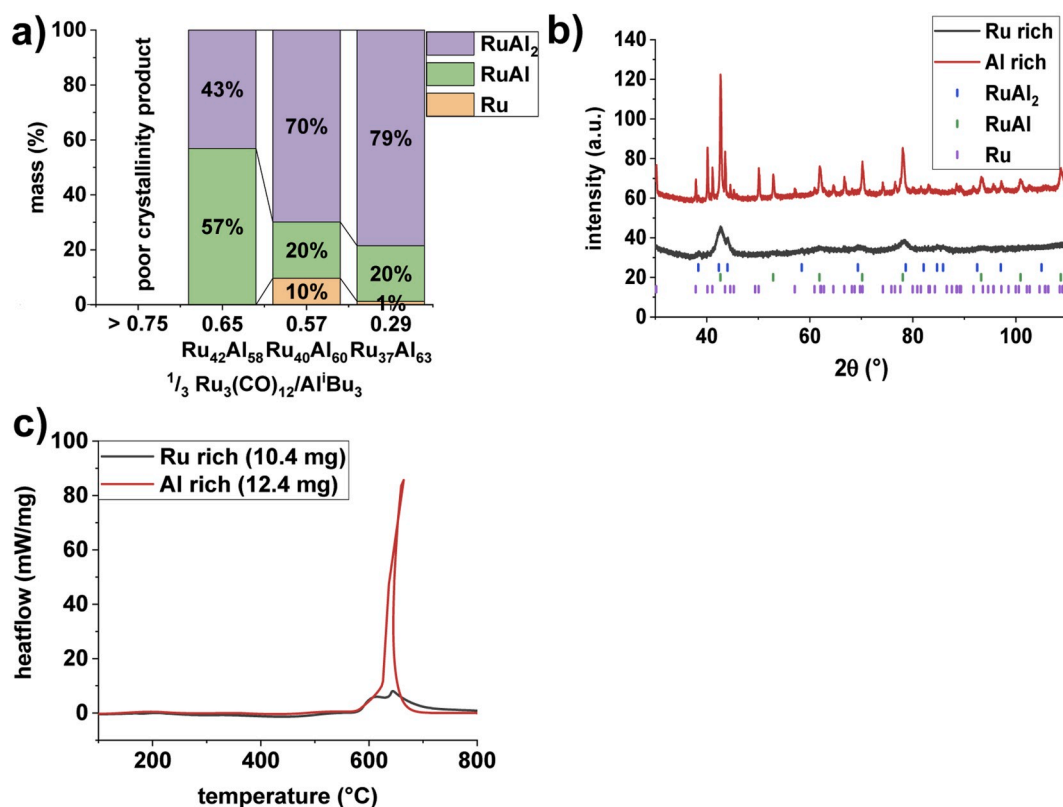 a)
100
80
60
40
20
0
mass (%)
poor crystallinity product
43%
57%
70%
20%
10%
79%
20%
1%
RuAl₂
RuAl
Ru
> 0.75 0.65 0.57 0.29
Ru₄₂Al₅₈ Ru₄₀Al₆₀ Ru₃₇Al₆₃
¹/₃ Ru₃(CO)₁₂/AlⁱBu₃
b)
140
120
100
80
60
40
20
0
intensity (a.u.)
Ru rich
Al rich
RuAl₂
RuAl
Ru
40 60 80 100
2θ (°)
c)
100
80
60
40
20
0
heatflow (mW/mg)
Ru rich (10.4 mg)
Al rich (12.4 mg)
200 400 600 800
temperature (°C)